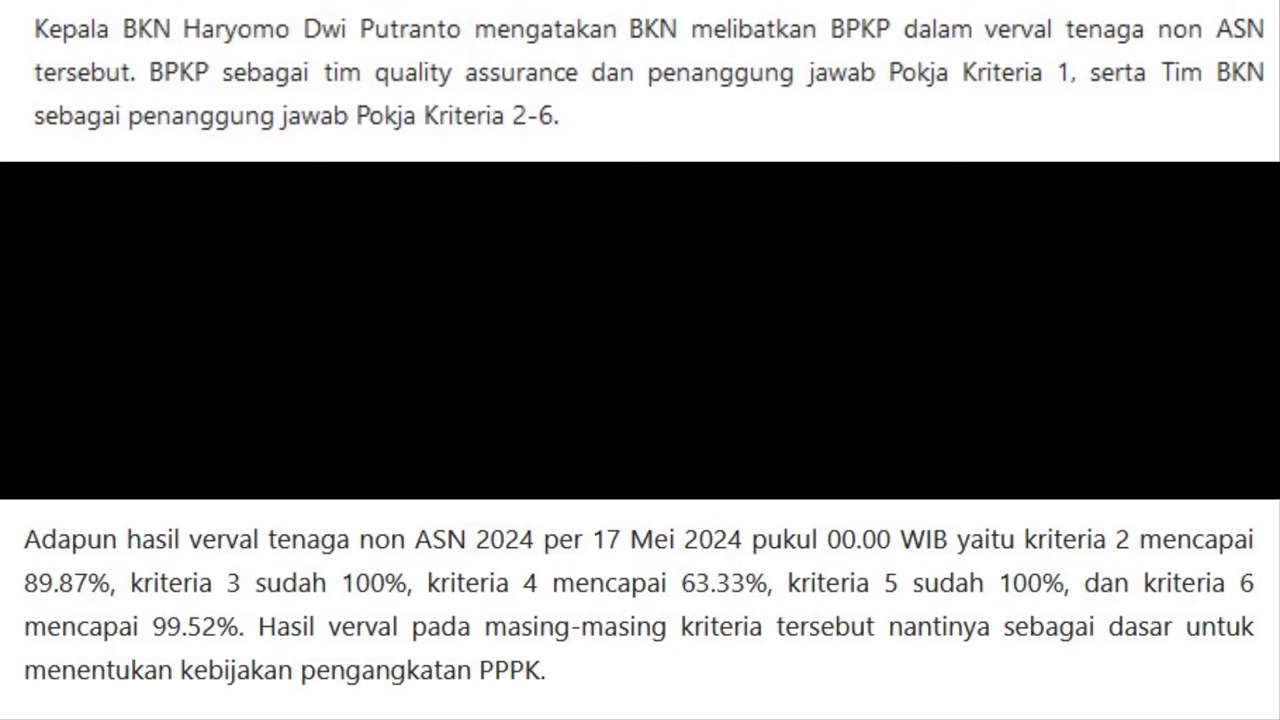 Kepala BKN Haryomo Dwi Putranto mengatakan BKN melibatkan BPKP dalam verval tenaga non ASN
tersebut. BPKP sebagai tim quality assurance dan penanggung jawab Pokja Kriteria 1, serta Tim BKN
sebagai penanggung jawab Pokja Kriteria 2-6.
Adapun hasil verval tenaga non ASN 2024 per 17 Mei 2024 pukul 00.00 WIB yaitu kriteria 2 mencapai
89.87%, kriteria 3 sudah 100%, kriteria 4 mencapai 63.33%, kriteria 5 sudah 100%, dan kriteria 6
mencapai 99.52%. Hasil verval pada masing-masing kriteria tersebut nantinya sebagai dasar untuk
menentukan kebijakan pengangkatan PPPK.